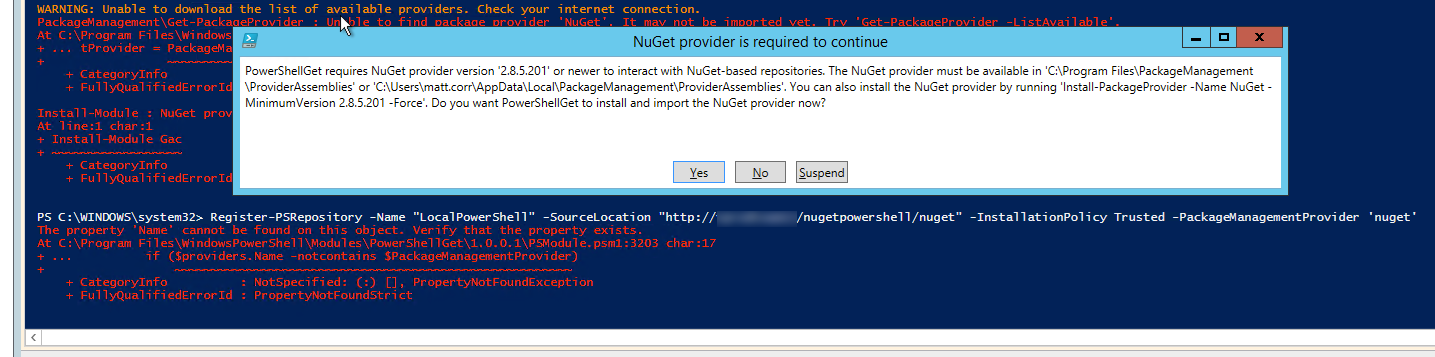 WARNING: Unable to download the list of available providers. Check your internet connection.
PackageManagement\Get-PackageProvider : Unable to find package provider 'NuGet'. It may not be imported yet. Try 'Get-PackageProvider -ListAvailable'.
At C:\Program Files\Windows
+ ... tProvider = PackageMa
+ ~~~~~~~~~
+ CategoryInfo
+ FullyQualifiedErrorId
Install-Module : NuGet prov
At line:1 char:1
+ Install-Module Gac
+ ~~~~~~~~~~~~~~~~~~
+ CategoryInfo
+ FullyQualifiedErrorId
NuGet provider is required to continue
PowerShellGet requires NuGet provider version '2.8.5.201' or newer to interact with NuGet-based repositories. The NuGet provider must be available in 'C:\Program Files\PackageManagement
\ProviderAssemblies' or 'C:\Users\matt.corr\AppData\Local\PackageManagement\ProviderAssemblies'. You can also install the NuGet provider by running 'Install-PackageProvider -Name NuGet -
MinimumVersion 2.8.5.201 -Force'. Do you want PowerShellGet to install and import the NuGet provider now?
Yes No Suspend
PS C:\WINDOWS\system32> Register-PSRepository -Name "LocalPowerShell" -SourceLocation "http:// /nugetpowershell/nuget" -InstallationPolicy Trusted -PackageManagementProvider 'nuget'
The property 'Name' cannot be found on this object. Verify that the property exists.
At C:\Program Files\WindowsPowerShell\Modules\PowerShellGet\1.0.0.1\PSModule.psm1:3203 char:17
+ ... if ($providers.Name -notcontains $PackageManagementProvider)
+ ~~~~~~~~~~~~~~~~~~~~~~~~~~~~~~~~~~~~~~~~~~~~~~~~~~~~~~~~
+ CategoryInfo : NotSpecified: (:) [], PropertyNotFoundException
+ FullyQualifiedErrorId : PropertyNotFoundStrict